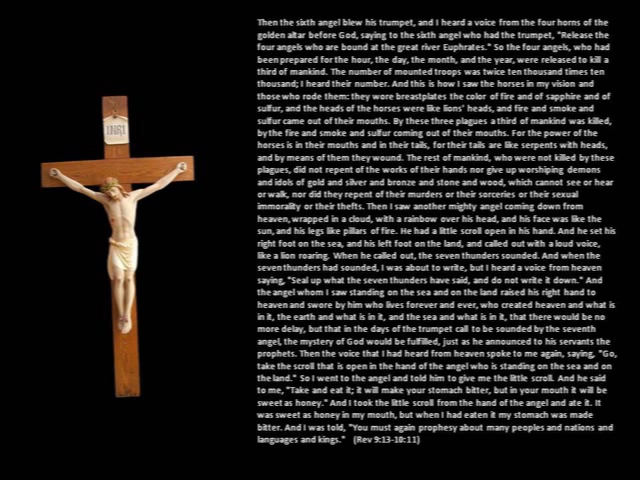 INRI
Then the sixth angel blew his trumpet, and I heard a voice from the four horns of the
golden altar before God, saying to the sixth angel who had the trumpet, "Release the
four angels who are bound at the great river Euphrates." So the four angels, who had
been prepared for the hour, the day, the month, and the year, were released to kill a
third of mankind. The number of mounted troops was twice ten thousand times ten
thousand; I heard their number. And this is how I saw the horses in my vision and
those who rode them: they wore breastplates the color of fire and of sapphire and of
sulfur, and the heads of the horses were like lions' heads, and fire and smoke and
sulfur came out of their mouths. By these three plagues a third of mankind was killed,
by the fire and smoke and sulfur coming out of their mouths. For the power of the
horses is in their mouths and in their tails, for their tails are like serpents with heads,
and by means of them they wound. The rest of mankind, who were not killed by these
plagues, did not repent of the works of their hands nor give up worshiping demons
and idols of gold and silver and bronze and stone and wood, which cannot see or hear
or walk, nor did they repent of their murders or their sorceries or their sexual
immorality or their thefts. Then I saw another mighty angel coming down from
heaven, wrapped in a cloud, with a rainbow over his head, and his face was like the
sun, and his legs like pillars of fire. He had a little scroll open in his hand. And he set his
right foot on the sea, and his left foot on the land, and called out with a loud voice,
like a lion roaring. When he called out, the seven thunders sounded. And when the
seven thunders had sounded, I was about to write, but I heard a voice from heaven
saying, "Seal up what the seven thunders have said, and do not write it down." And
the angel whom I saw standing on the sea and on the land raised his right hand to
heaven and swore by him who lives forever and ever, who created heaven and what is
in it, the earth and what is in it, and the sea and what is in it, that there would be no
more delay, but that in the days of the trumpet call to be sounded by the seventh
angel, the mystery of God would be fulfilled, just as he announced to his servants the
prophets. Then the voice that I had heard from heaven spoke to me again, saying, "Go,
take the scroll that is open in the hand of the angel who is standing on the sea and on
the land." So I went to the angel and told him to give me the little scroll. And he said
to me, "Take and eat it; it will make your stomach bitter, but in your mouth it will be
sweet as honey." And I took the little scroll from the hand of the angel and ate it. It
was sweet as honey in my mouth, but when I had eaten it my stomach was made
bitter. And I was told, "You must again prophesy about many peoples and nations and
languages and kings." (Rev 9:13-10:11)